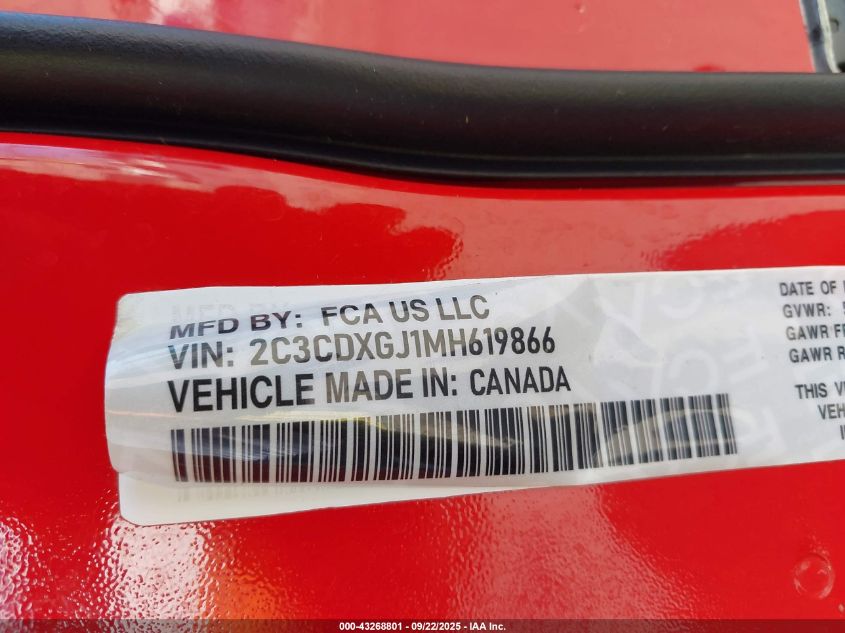 MFD BY: FCA US LLC
VIN: 2C3CDXGJ1MH619866
VEHICLE MADE IN: CANADA
DATE OF
GVWR:
GAWR
GAWR
THIS
000-43268801 - 09/22/2025 - IAA Inc.